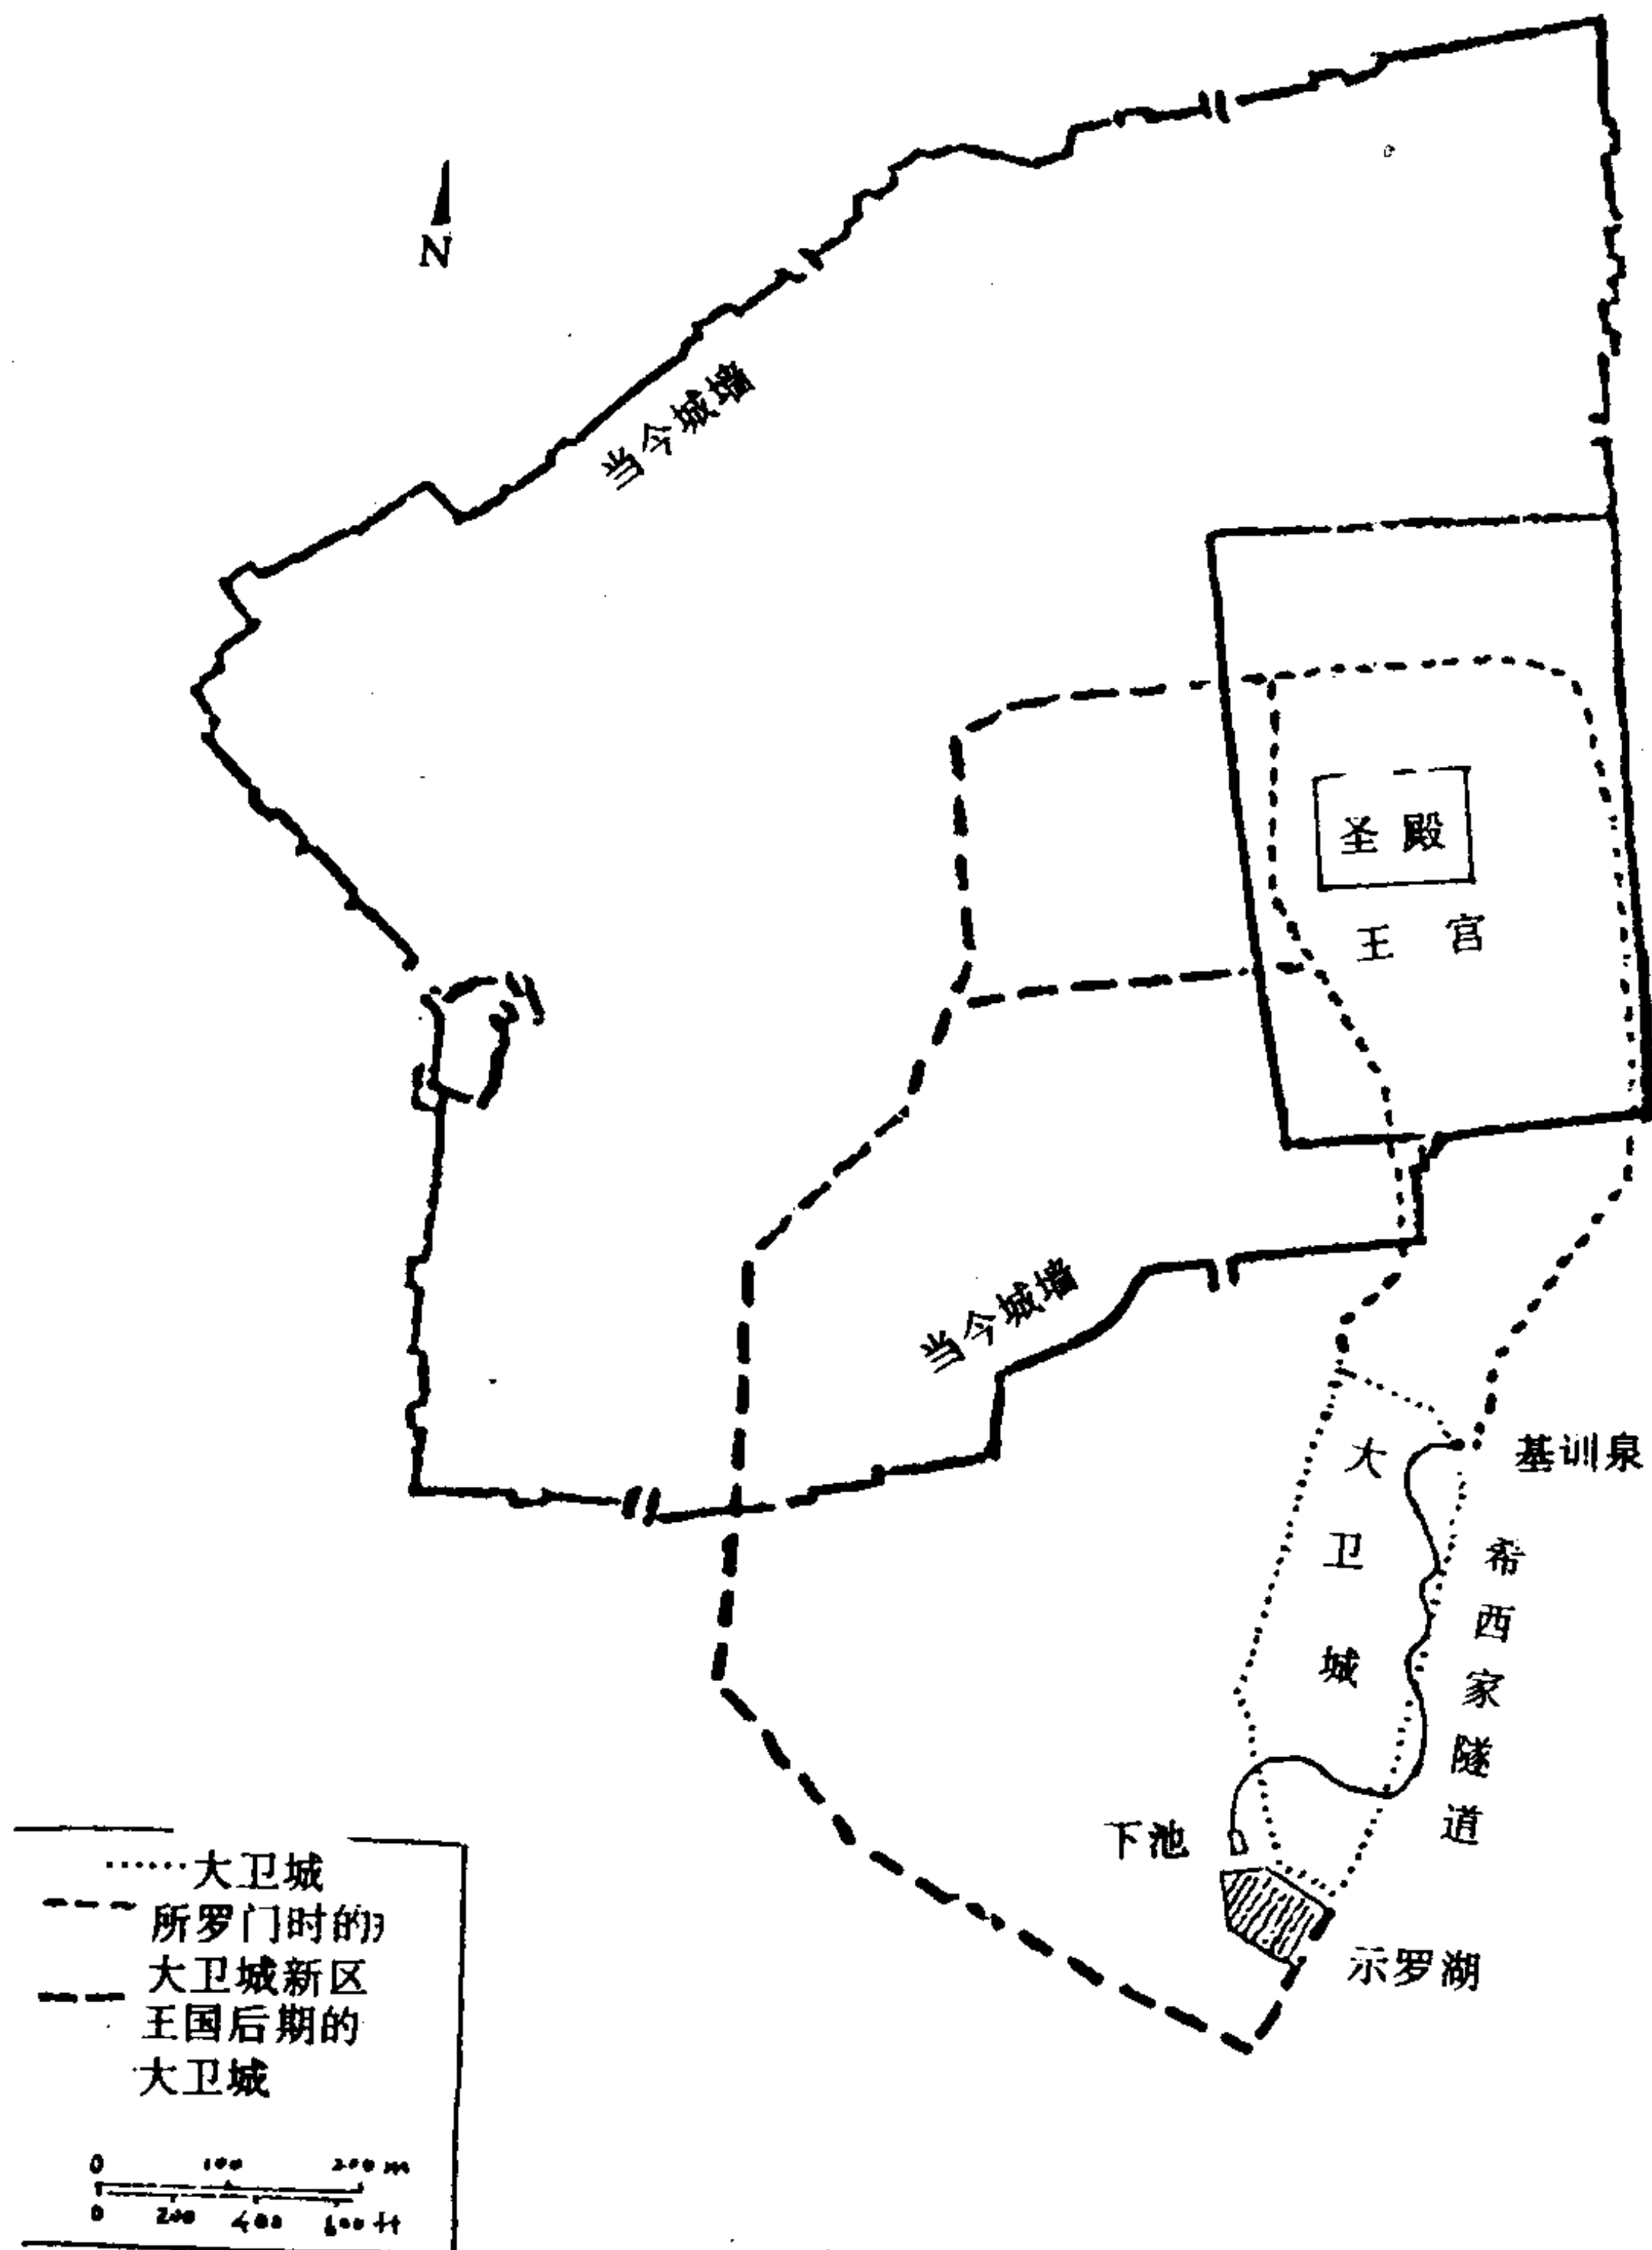 N
当今城墙
圣殿
王宫
当今城墙
基训泉
大卫城
希西家隧道
下池
示罗湖
大卫城
所罗门时的
大卫城新区
王国后期的
大卫城
0 100 200 m
0 200 400 600 ft